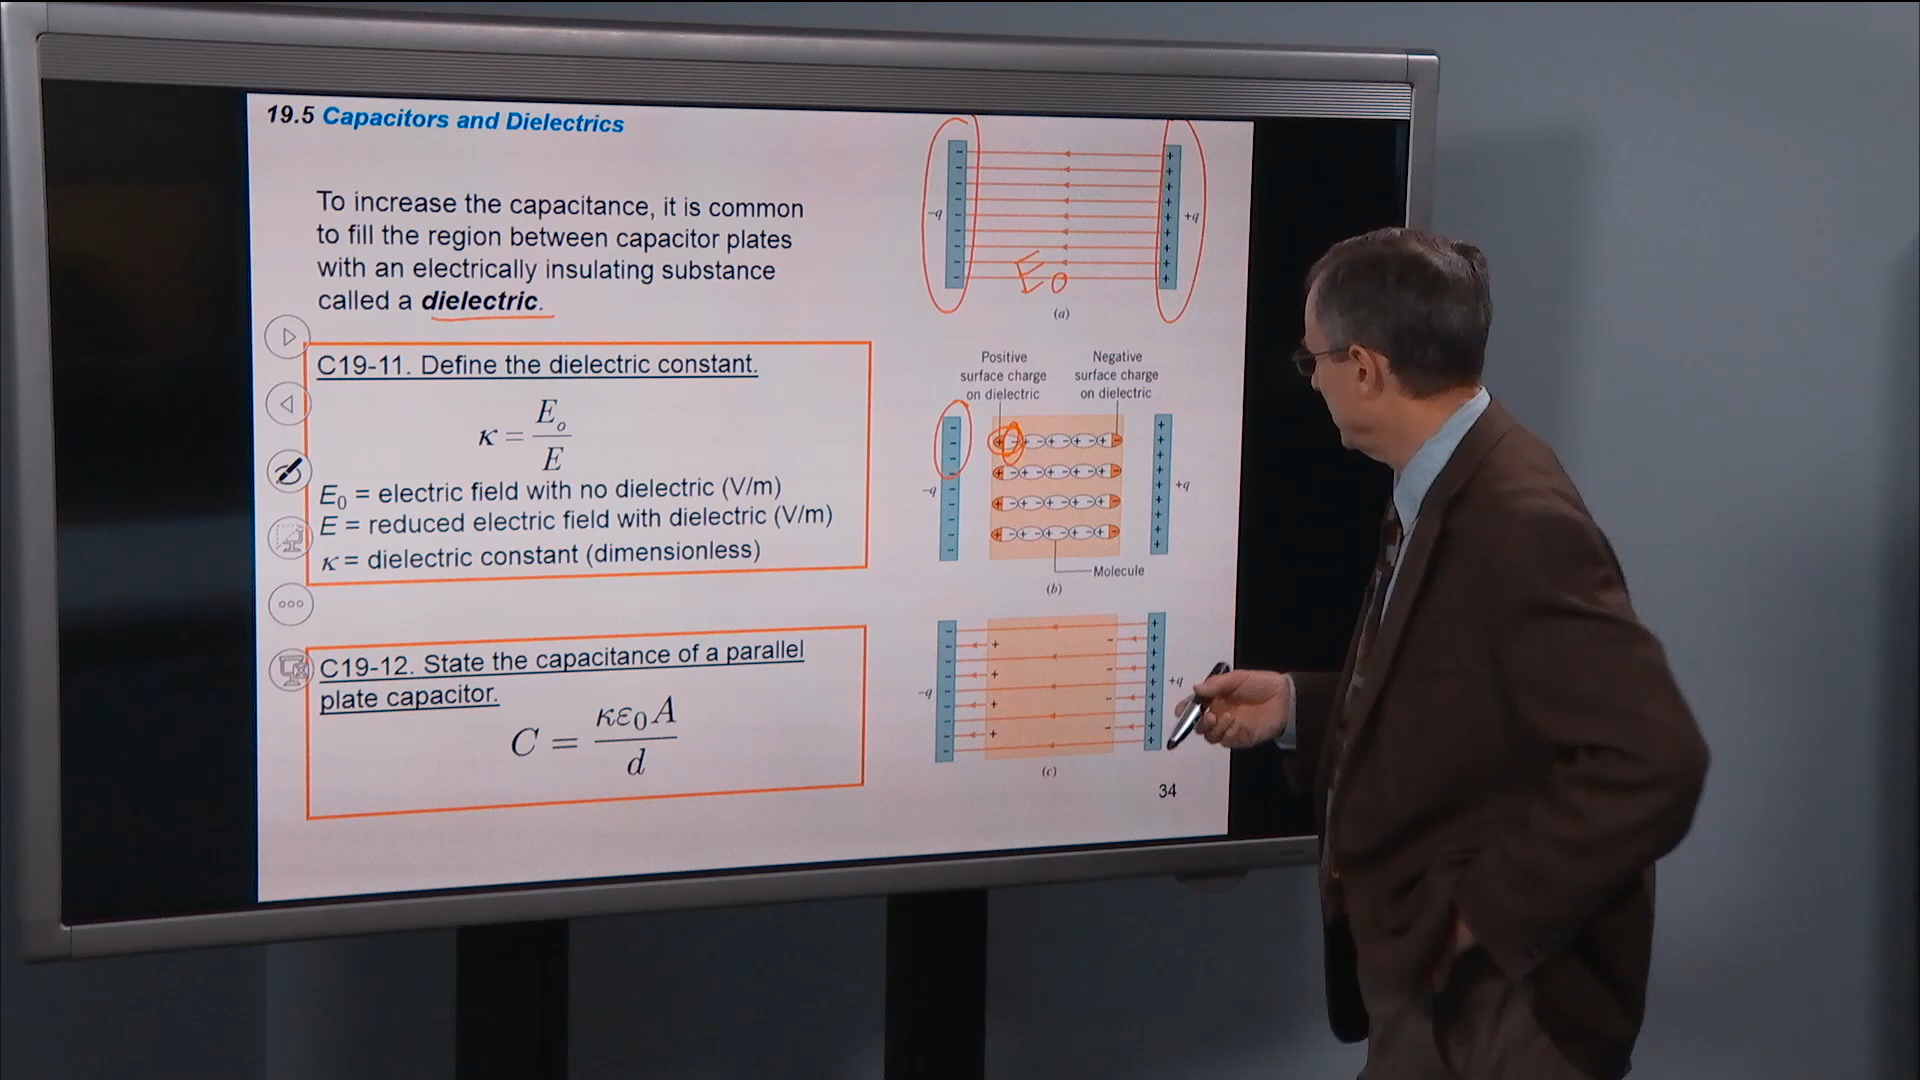 19.5 Capacitors and Dielectrics
To increase the capacitance, it is common
to fill the region between capacitor plates
with an electrically insulating substance
called a dielectric.
C19-11. Define the dielectric constant.
κ = E₀ / E
E₀ = electric field with no dielectric (V/m)
E = reduced electric field with dielectric (V/m)
κ = dielectric constant (dimensionless)
C19-12. State the capacitance of a parallel
plate capacitor.
C = κε₀A / d
-q
+q
E₀
(a)
Positive
surface charge
on dielectric
Negative
surface charge
on dielectric
-q
+q
Molecule
(b)
-q
+q
(c)
34